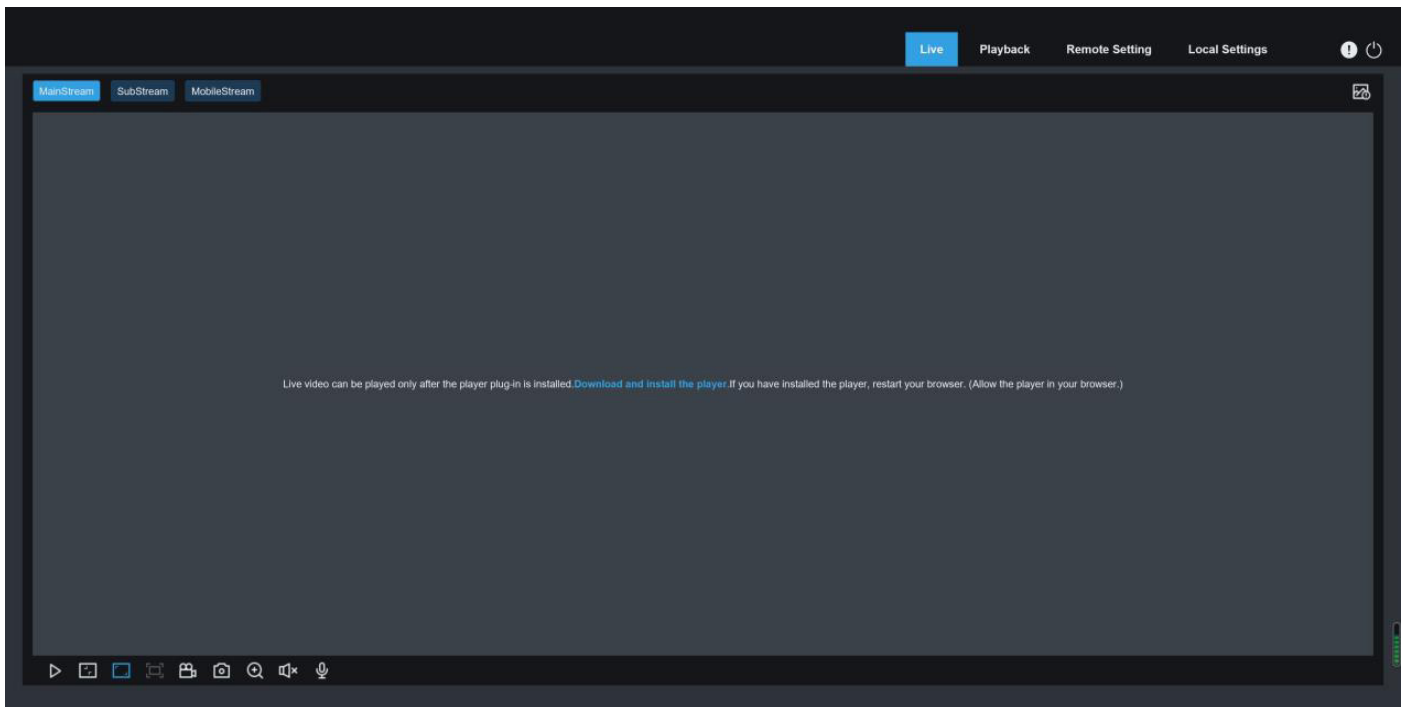 Live Playback Remote Setting Local Settings
MainStream SubStream MobileStream
Live video can be played only after the player plug-in is installed.Download and install the player.If you have installed the player, restart your browser. (Allow the player in your browser.)